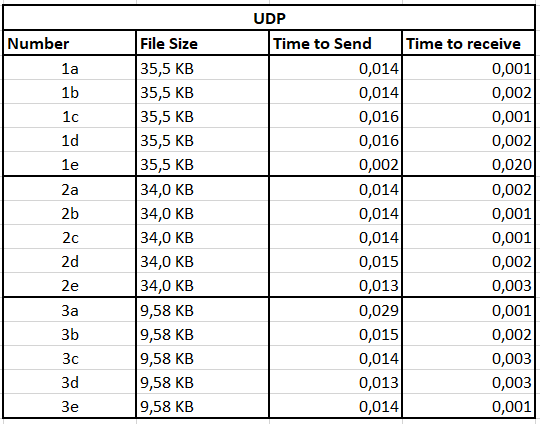 UDP
Number File Size Time to Send Time to receive
1a 35,5 KB 0,014 0,001
1b 35,5 KB 0,014 0,002
1c 35,5 KB 0,016 0,001
1d 35,5 KB 0,016 0,002
1e 35,5 KB 0,002 0,020
2a 34,0 KB 0,014 0,002
2b 34,0 KB 0,014 0,001
2c 34,0 KB 0,014 0,001
2d 34,0 KB 0,015 0,002
2e 34,0 KB 0,013 0,003
3a 9,58 KB 0,029 0,001
3b 9,58 KB 0,015 0,002
3c 9,58 KB 0,014 0,003
3d 9,58 KB 0,013 0,003
3e 9,58 KB 0,014 0,001